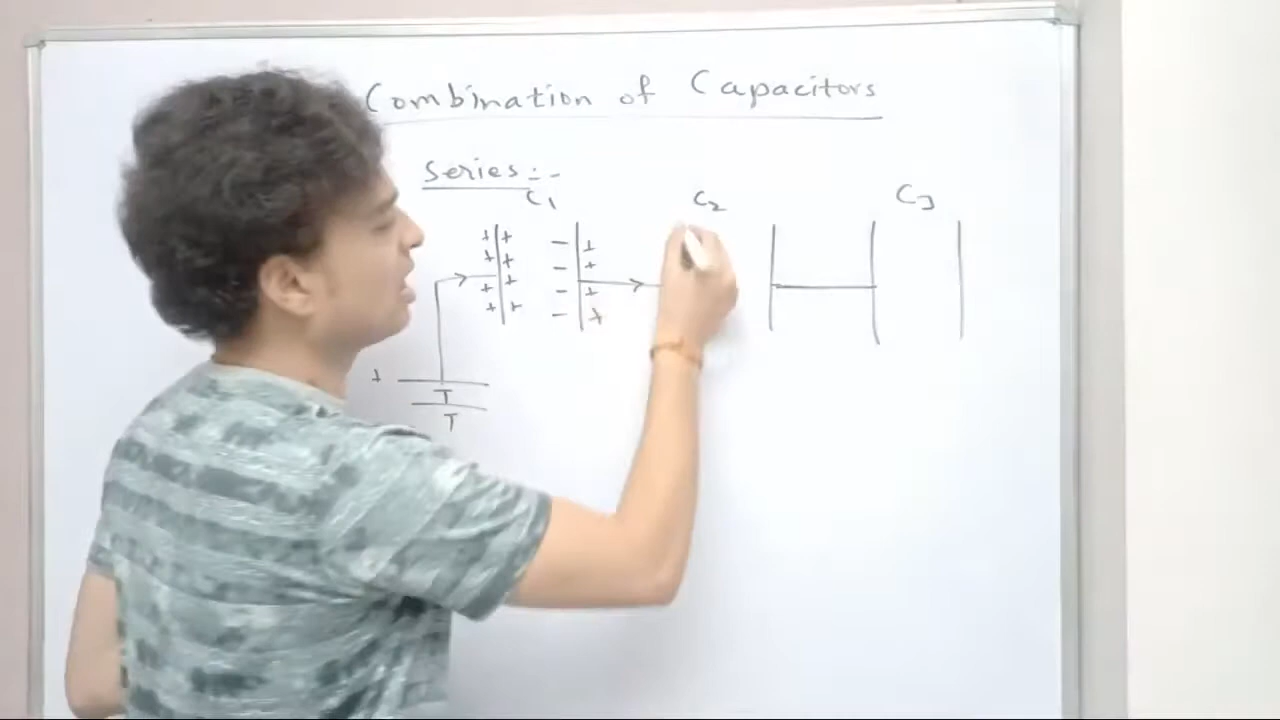 Combination of Capacitors
Series:-
C1 C2 C3
+ + - +
+ + - +
+ + - +
+ + - +
+